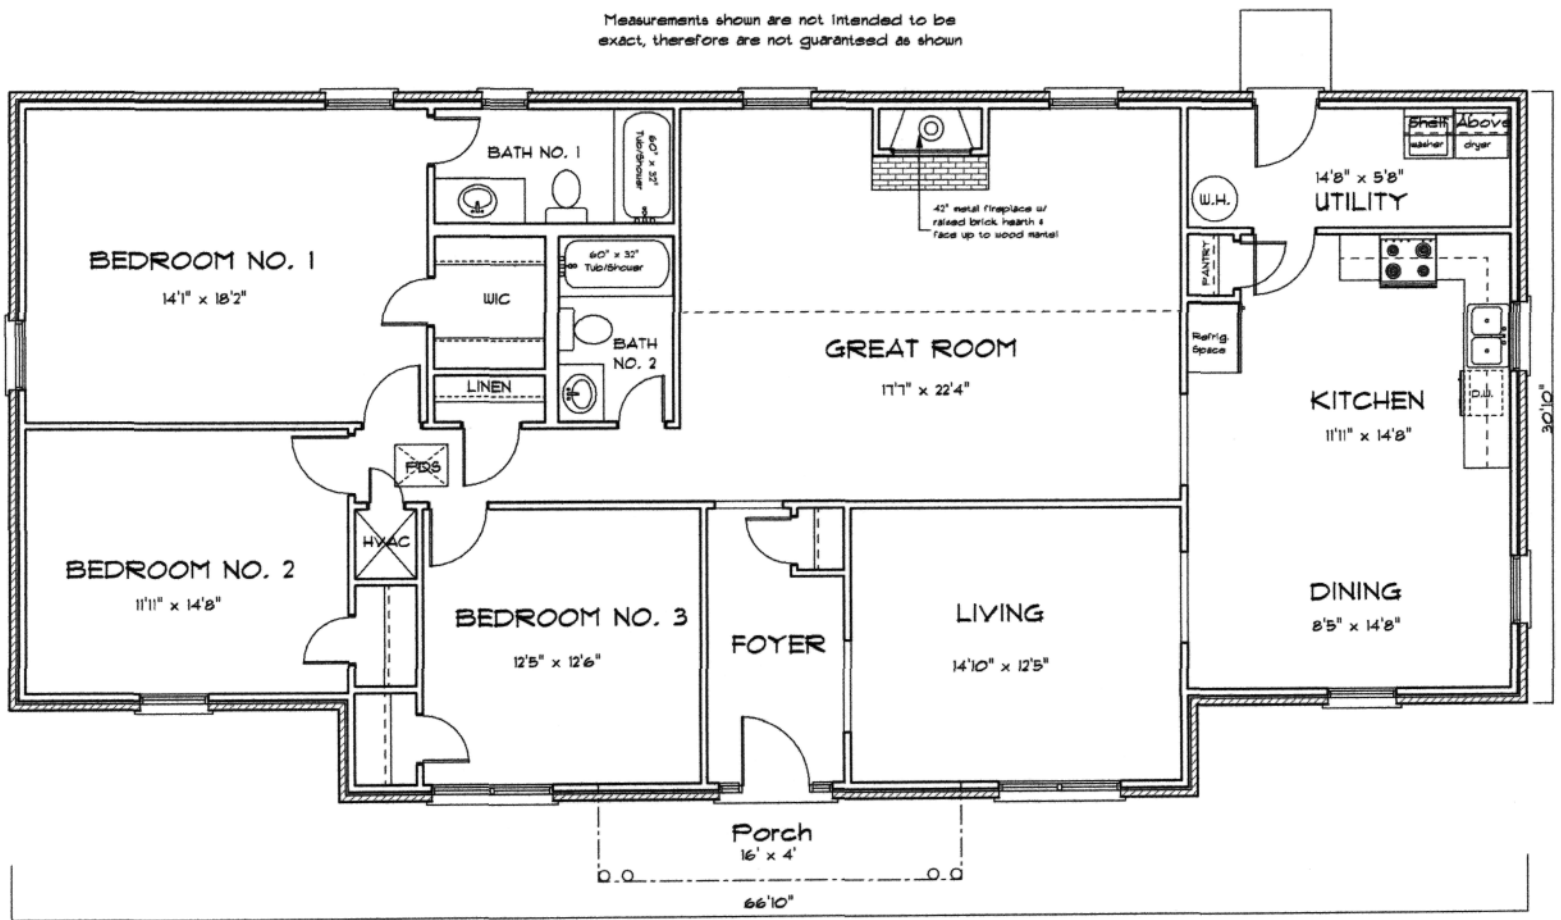 Measurements shown are not intended to be
exact, therefore are not guaranteed as shown
BATH NO. 1
60" x 32"
Tub/Shower
Shelf Above
washer
dryer
14'8" x 5'8"
UTILITY
W.H.
42" metal fireplace w/
raised brick hearth &
face up to wood mantel
BEDROOM NO. 1
14'1" x 18'2"
WIC
60" x 32"
Tub/Shower
BATH
NO. 2
LINEN
PANTRY
Refrig.
Space
GREAT ROOM
17'7" x 22'4"
KITCHEN
11'11" x 14'8"
D.W.
30'10"
PDS
HVAC
BEDROOM NO. 2
11'11" x 14'8"
BEDROOM NO. 3
12'5" x 12'6"
FOYER
LIVING
14'10" x 12'5"
DINING
8'5" x 14'8"
Porch
16' x 4'
66'10"